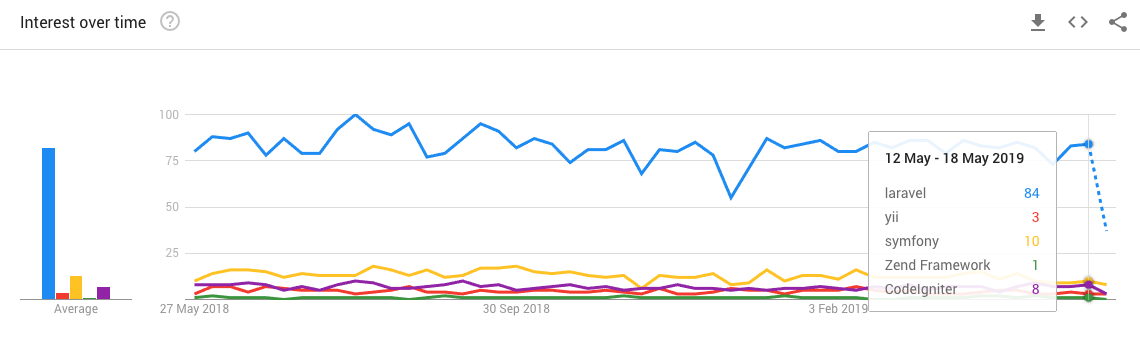 Interest over time ?
100
75
50
25
Average
27 May 2018 30 Sep 2018 3 Feb 2019
12 May - 18 May 2019
laravel 84
yii 3
symfony 10
Zend Framework 1
CodeIgniter 8